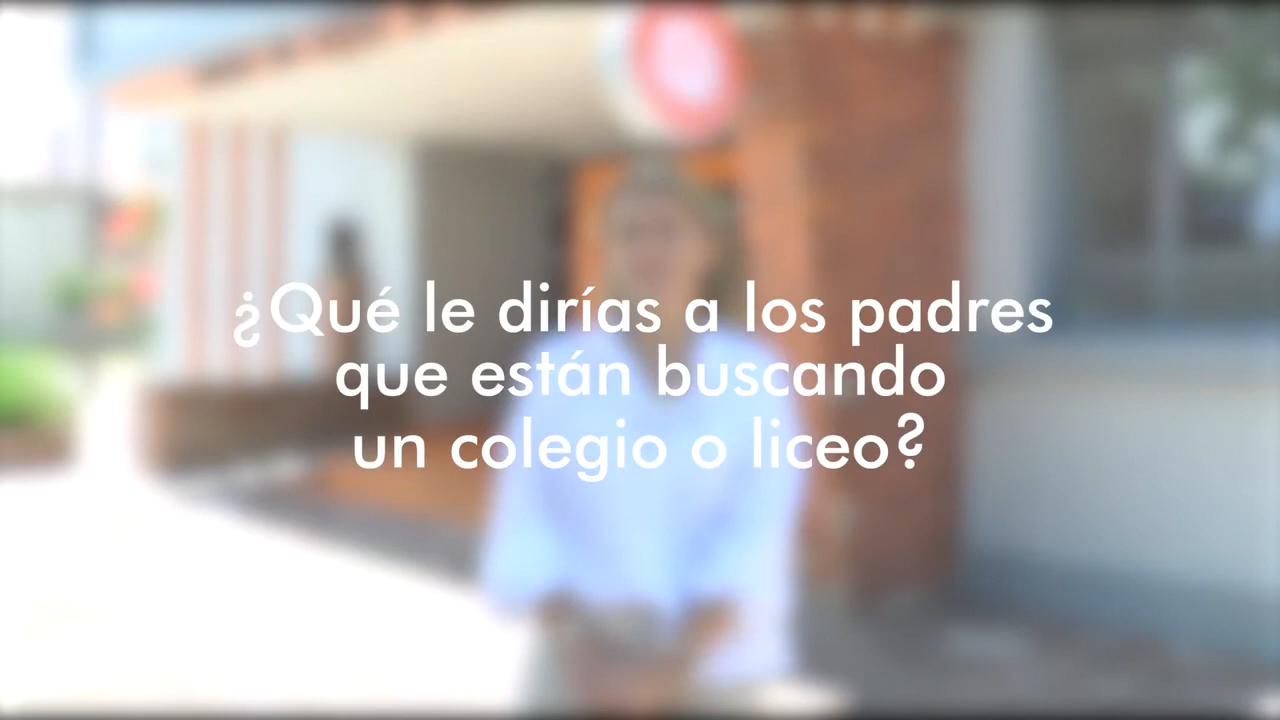 ¿Qué le dirías a los padres
que están buscando
un colegio o liceo?